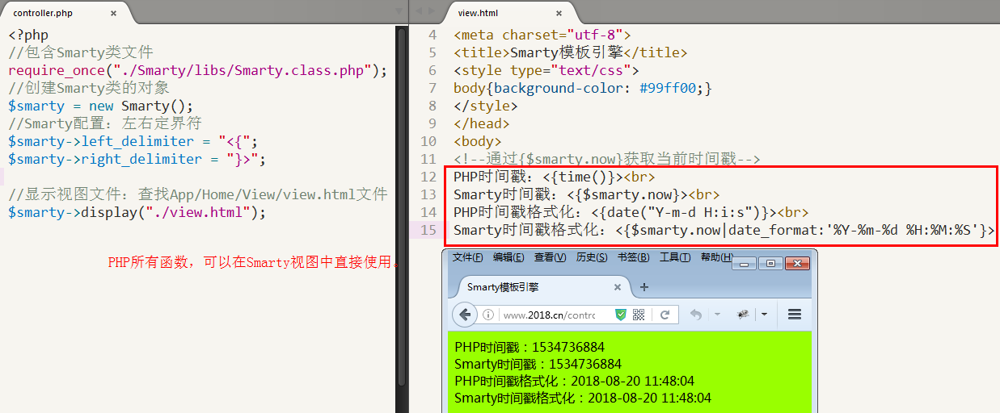 controller.php ×
<?php
//包含Smarty类文件
require_once("./Smarty/libs/Smarty.class.php");
//创建Smarty类的对象
$smarty = new Smarty();
//Smarty配置：左右定界符
$smarty->left_delimiter = "<{";
$smarty->right_delimiter = "}>";
//显示视图文件：查找App/Home/View/view.html文件
$smarty->display("./view.html");
PHP所有函数，可以在Smarty视图中直接使用。
view.html ×
4 <meta charset="utf-8">
5 <title>Smarty模板引擎</title>
6 <style type="text/css">
7 body{background-color: #99ff00;}
8 </style>
9 </head>
10 <body>
11 <!--通过{$smarty.now}获取当前时间戳-->
12 PHP时间戳：<{time()}><br>
13 Smarty时间戳：<{$smarty.now}><br>
14 PHP时间戳格式化：<{date("Y-m-d H:i:s")}><br>
15 Smarty时间戳格式化：<{$smarty.now|date_format:'%Y-%m-%d %H:%M:%S'}>
文件(F) 编辑(E) 查看(V) 历史(S) 书签(B) 工具(T) 帮助(H)
Smarty模板引擎 ×
www.2018.cn/contro
PHP时间戳：1534736884
Smarty时间戳：1534736884
PHP时间戳格式化：2018-08-20 11:48:04
Smarty时间戳格式化：2018-08-20 11:48:04